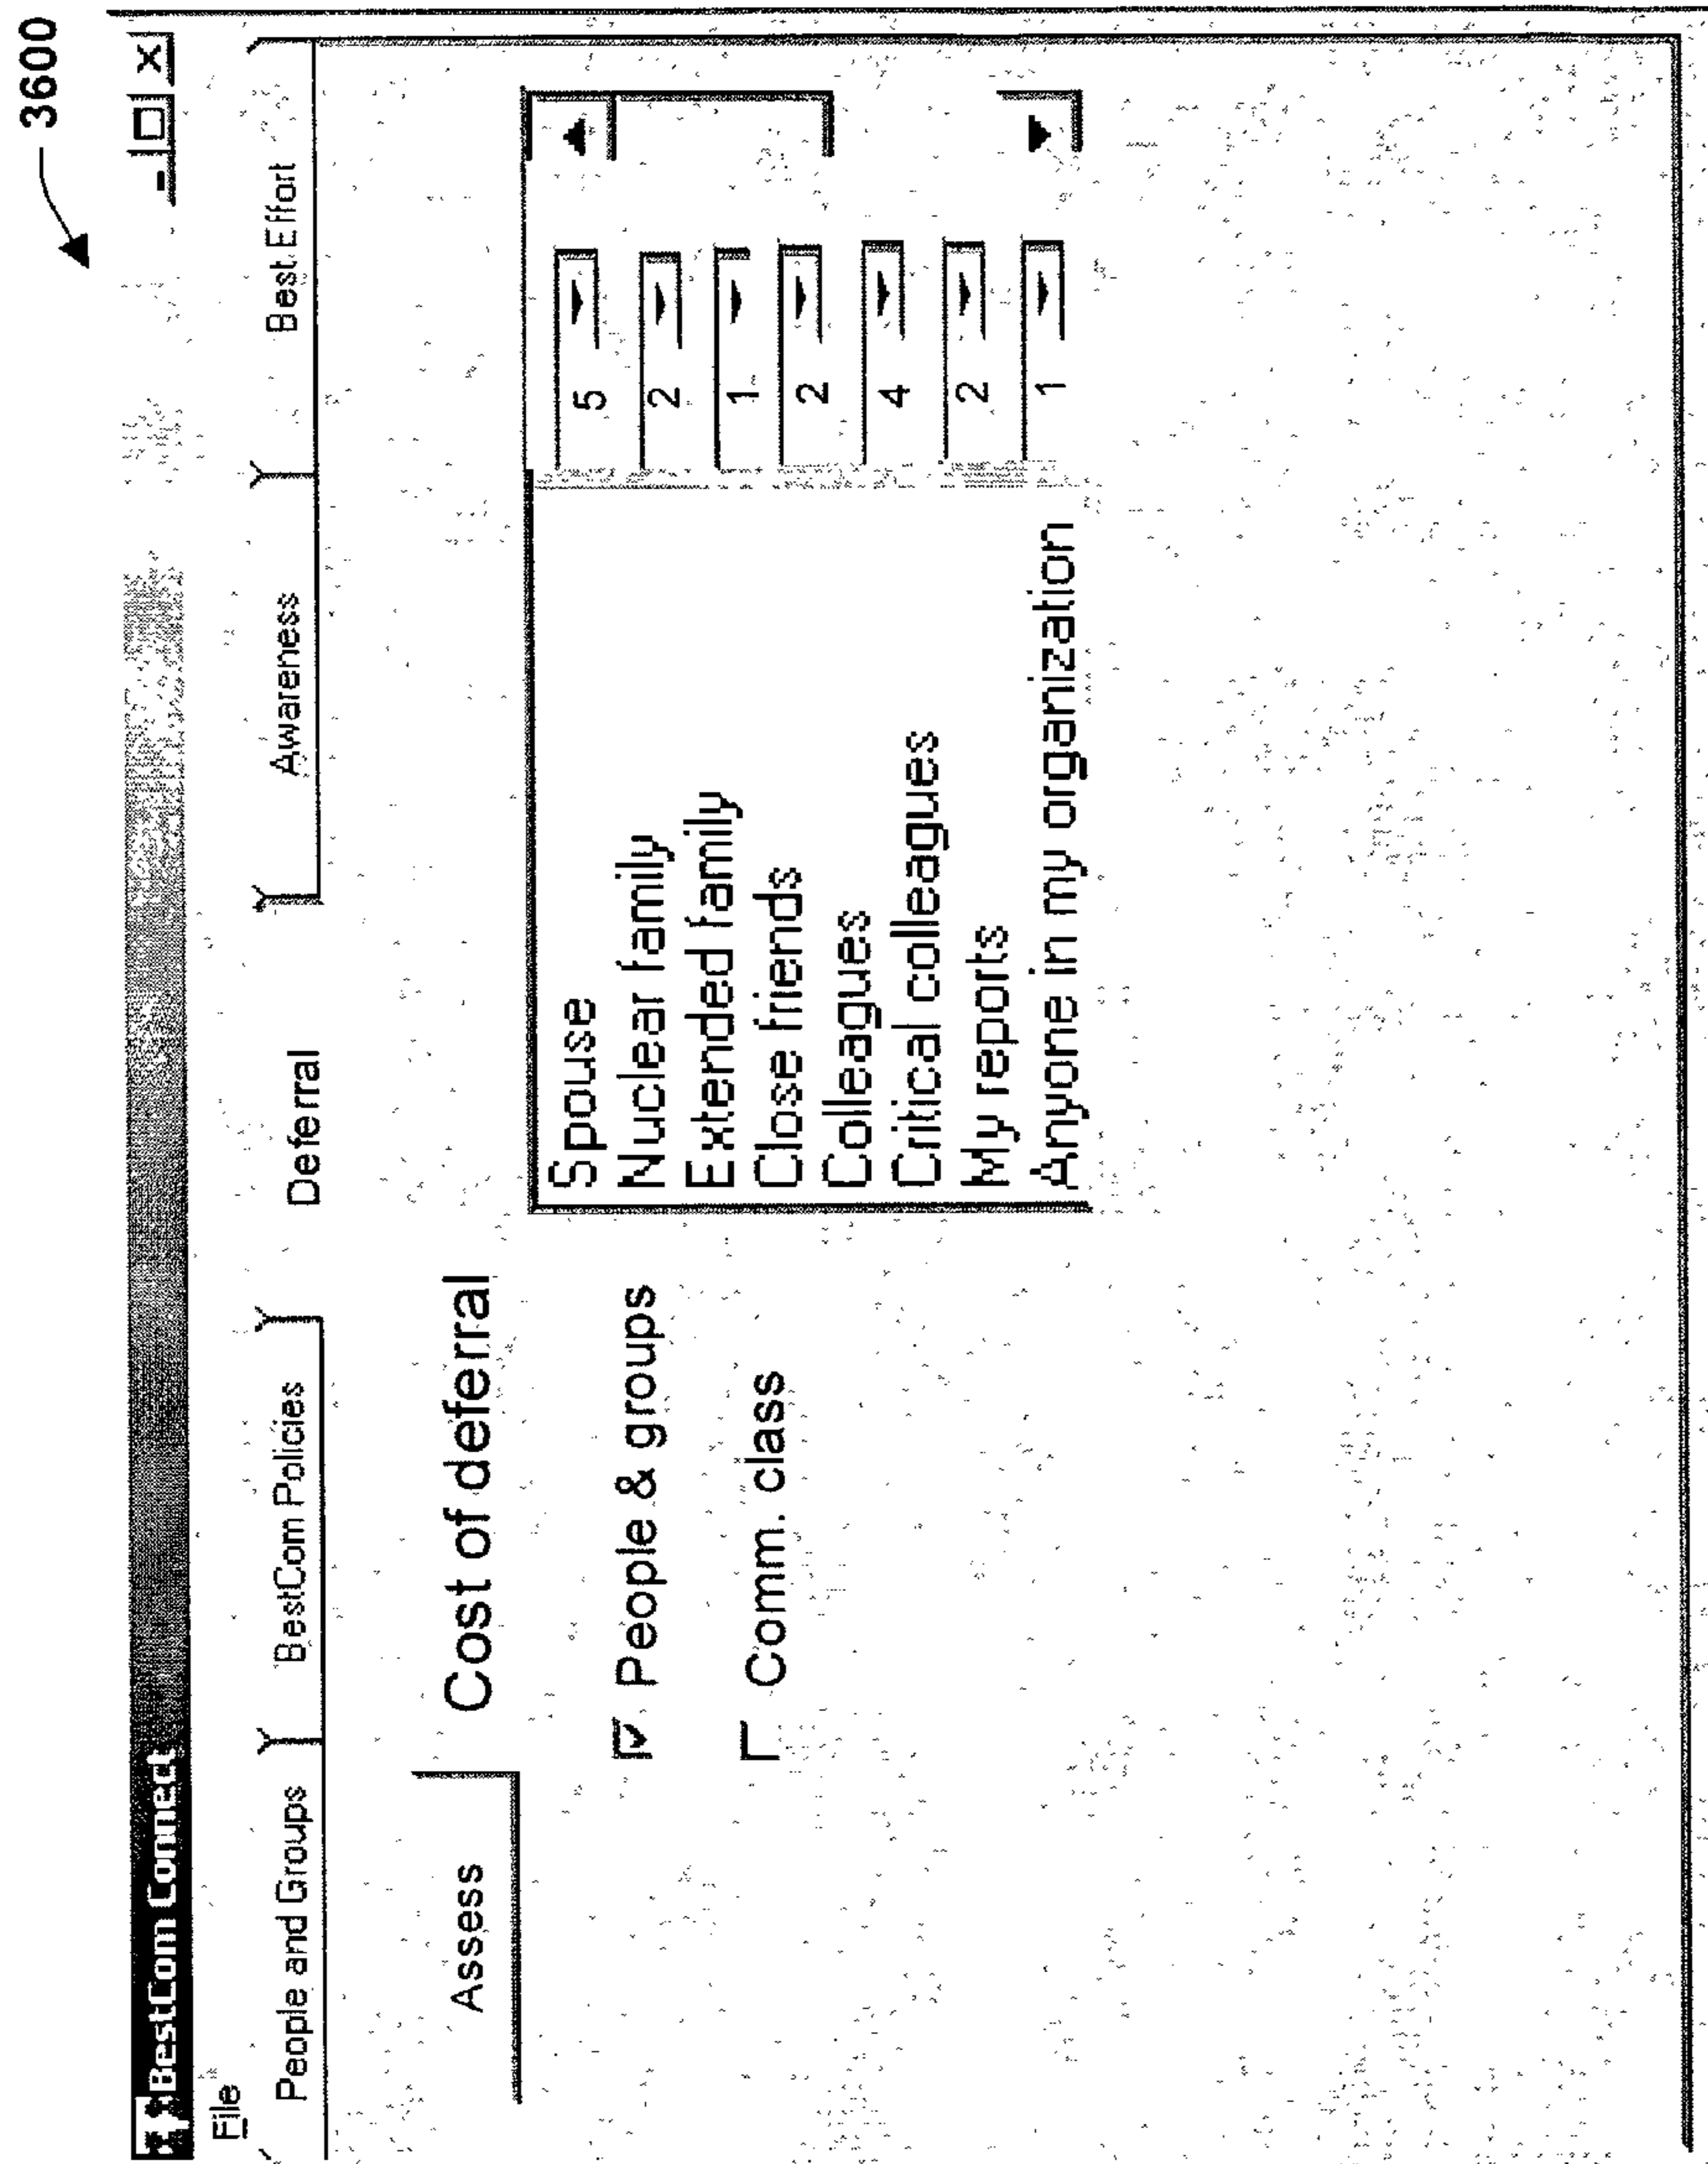 3600
BestCom Connect
File
People and Groups
BestCom Policies
Deferral
Awareness
Best Effort
Assess
Cost of deferral
People & groups
Comm. class
Spouse
Nuclear family
Extended family
Close friends
Colleagues
Critical colleagues
My reports
Anyone in my organization
5
2
1
2
4
2
1